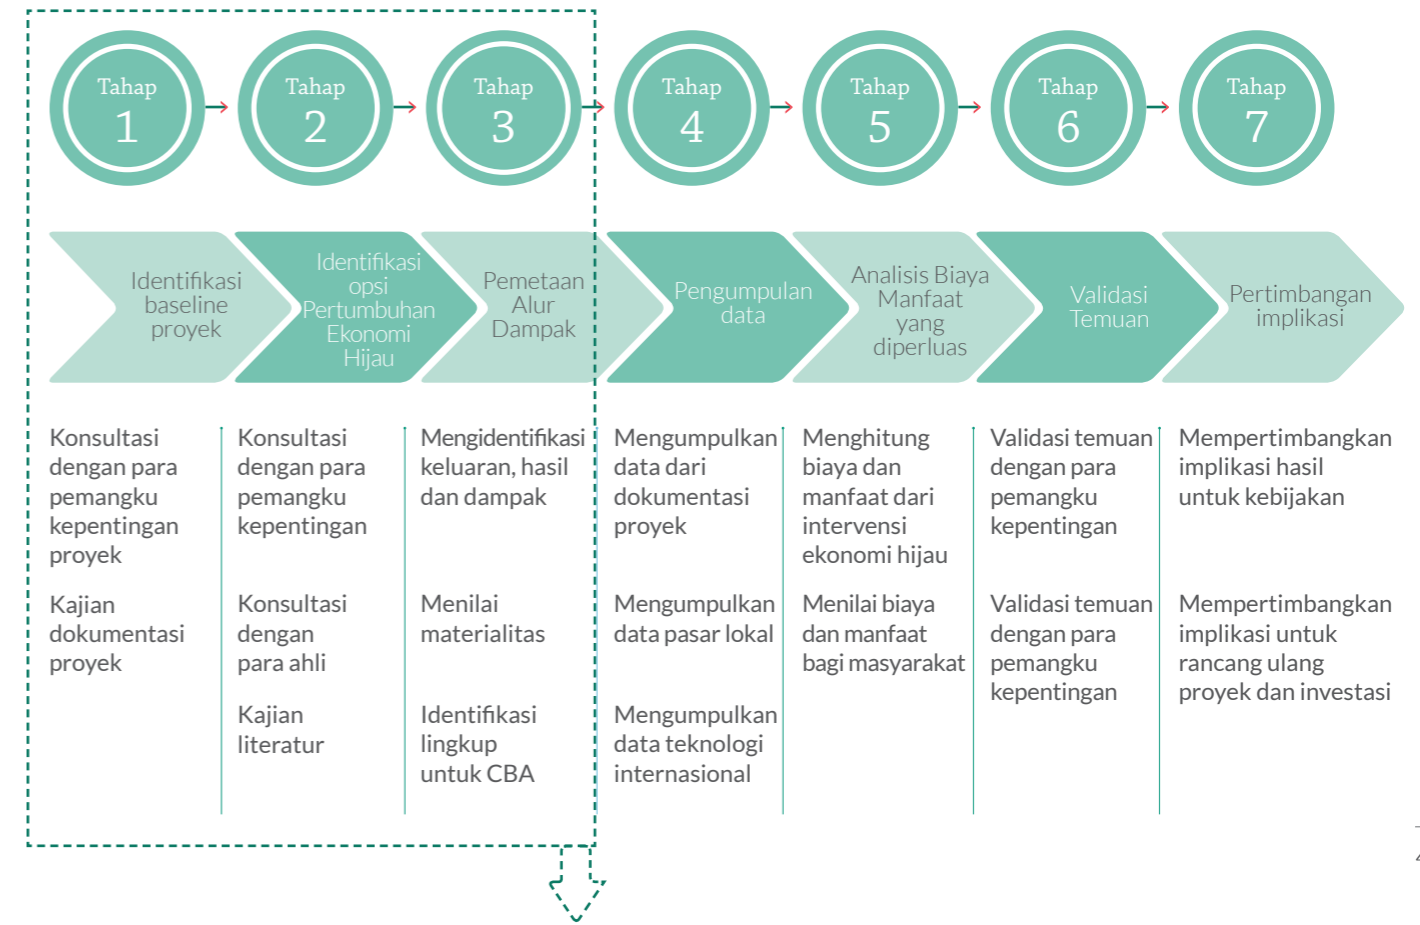 Tahap
1
Tahap
2
Tahap
3
Tahap
4
Tahap
5
Tahap
6
Tahap
7
Identifikasi
baseline
proyek
Identifikasi
opsi
Pertumbuhan
Ekonomi
Hijau
Pemetaan
Alur
Dampak
Pengumpulan
data
Analisis Biaya
Manfaat
yang
diperluas
Validasi
Temuan
Pertimbangan
implikasi
Konsultasi
dengan para
pemangku
kepentingan
proyek
Kajian
dokumentasi
proyek
Konsultasi
dengan para
pemangku
kepentingan
Konsultasi
dengan
para ahli
Kajian
literatur
Mengidentifikasi
keluaran, hasil
dan dampak
Menilai
materialitas
Identifikasi
lingkup
untuk CBA
Mengumpulkan
data dari
dokumentasi
proyek
Mengumpulkan
data pasar lokal
Mengumpulkan
data teknologi
internasional
Menghitung
biaya dan
manfaat dari
intervensi
ekonomi hijau
Menilai biaya
dan manfaat
bagi masyarakat
Validasi temuan
dengan para
pemangku
kepentingan
Validasi temuan
dengan para
pemangku
kepentingan
Mempertimbangkan
implikasi hasil
untuk kebijakan
Mempertimbangkan
implikasi untuk
rancang ulang
proyek dan investasi